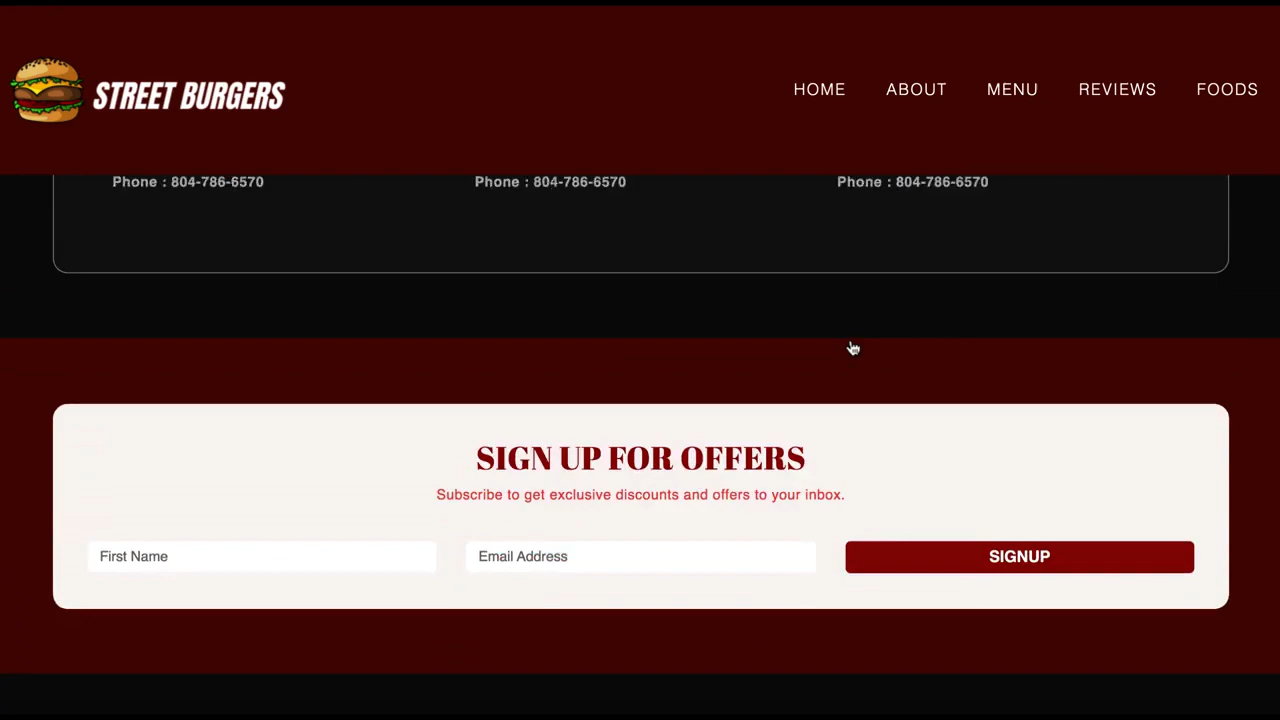 STREET BURGERS
HOME ABOUT MENU REVIEWS FOODS
Phone : 804-786-6570 Phone : 804-786-6570 Phone : 804-786-6570
SIGN UP FOR OFFERS
Subscribe to get exclusive discounts and offers to your inbox.
First Name Email Address SIGNUP